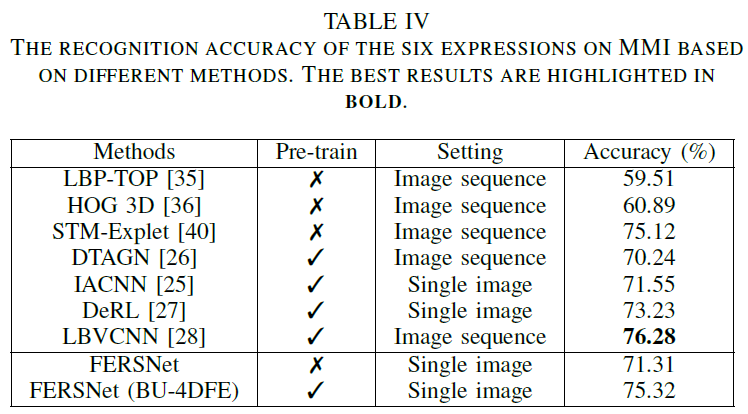 TABLE IV
THE RECOGNITION ACCURACY OF THE SIX EXPRESSIONS ON MMI BASED
ON DIFFERENT METHODS. THE BEST RESULTS ARE HIGHLIGHTED IN
BOLD.
Methods Pre-train Setting Accuracy (%)
LBP-TOP [35] ✗ Image sequence 59.51
HOG 3D [36] ✗ Image sequence 60.89
STM-Explet [40] ✗ Image sequence 75.12
DTAGN [26] ✓ Image sequence 70.24
IACNN [25] ✓ Single image 71.55
DeRL [27] ✓ Single image 73.23
LBVCNN [28] ✓ Image sequence 76.28
FERSNet ✗ Single image 71.31
FERSNet (BU-4DFE) ✓ Single image 75.32